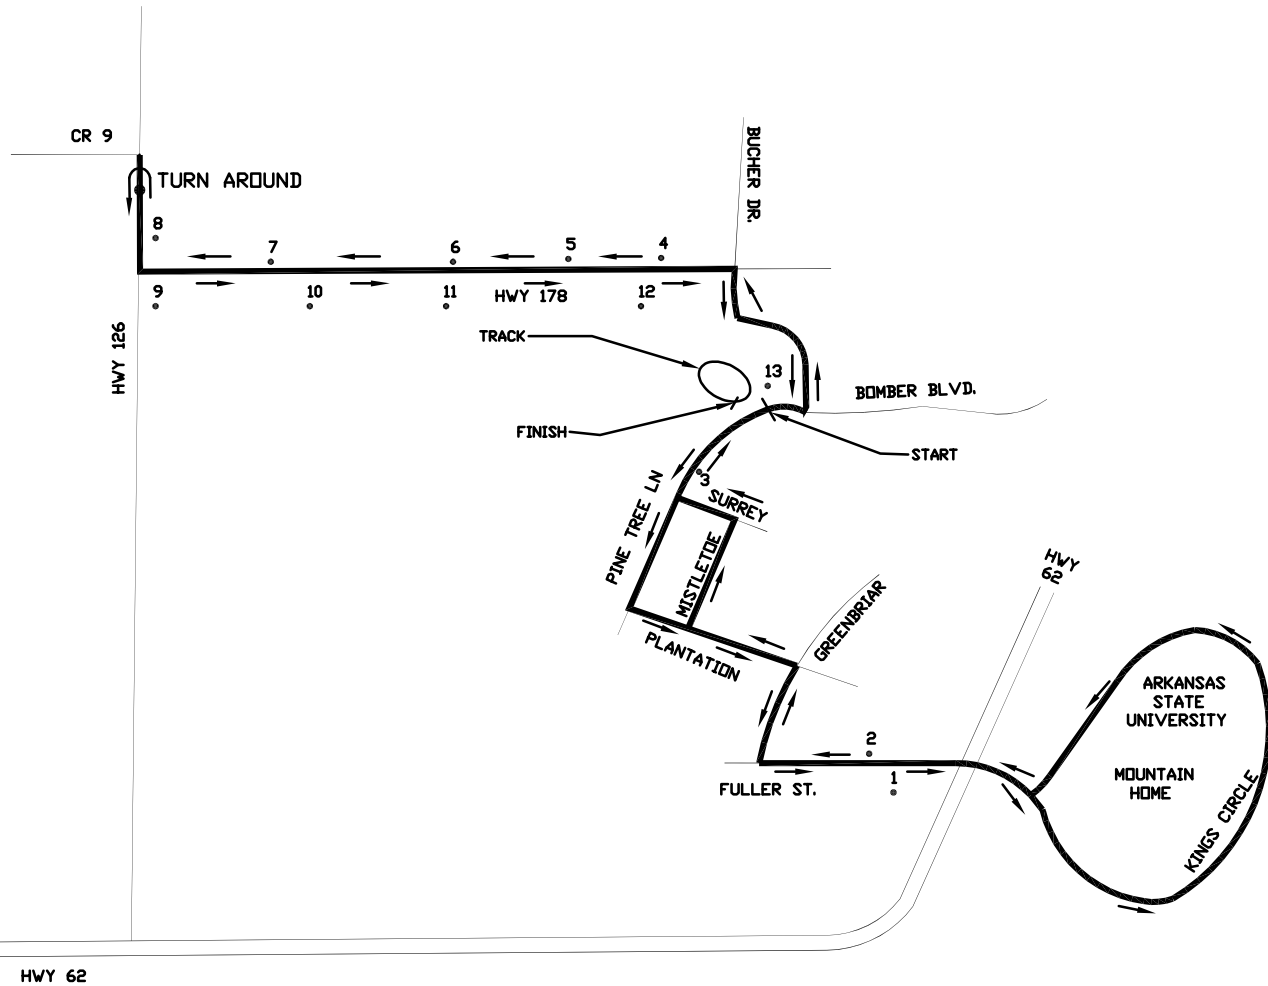 CR 9
TURN AROUND
BUCHER DR.
8
7
6
5
4
9
10
11
12
HWY 178
HWY 126
TRACK
13
BOMBER BLVD.
FINISH
START
3
SURREY
PINE TREE LN
MISTLETOE
PLANTATION
GREENBRIAR
HWY
62
ARKANSAS
STATE
UNIVERSITY
MOUNTAIN
HOME
KINGS CIRCLE
2
1
FULLER ST.
HWY 62